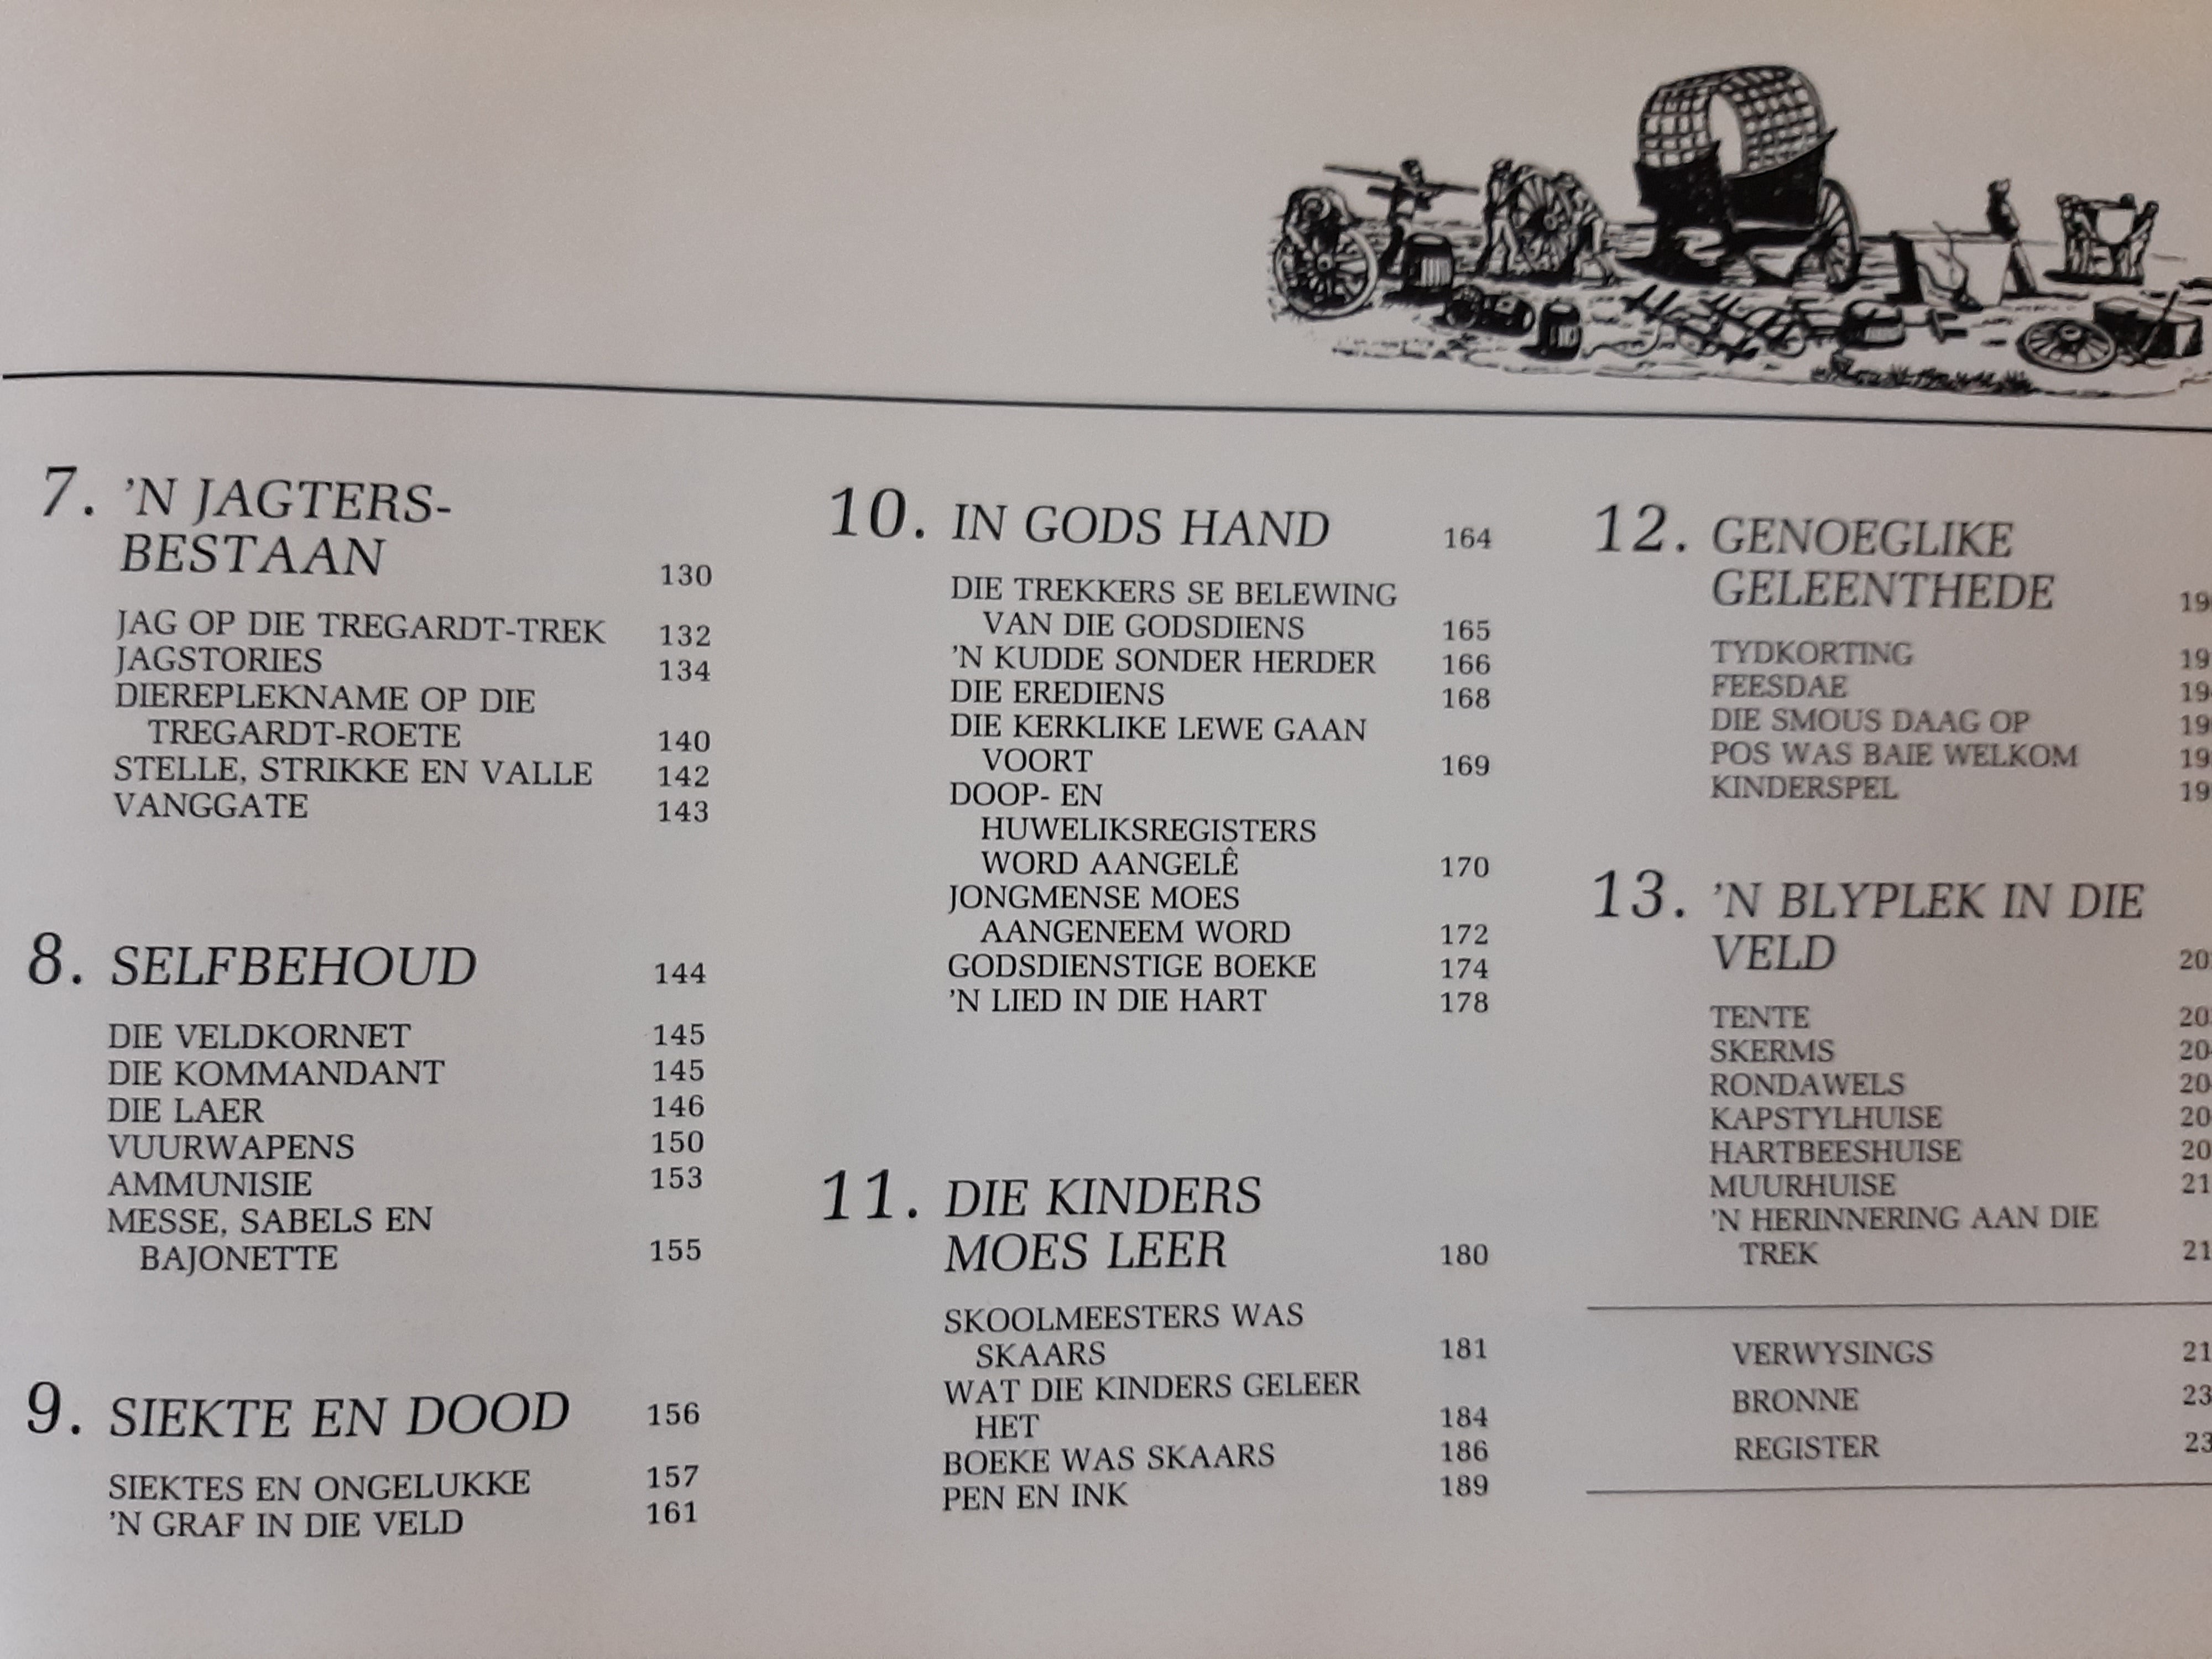 7. 'N JAGTERS-
BESTAAN 130
JAG OP DIE TREGARDT-TREK 132
JAGSTORIES 134
DIEREPLEKNAME OP DIE
TREGARDT-ROETE 140
STELLE, STRIKKE EN VALLE 142
VANGGATE 143
8. SELFBEHOUD 144
DIE VELDKORNET 145
DIE KOMMANDANT 145
DIE LAER 146
VUURWAPENS 150
AMMUNISIE 153
MESSE, SABELS EN
BAJONETTE 155
9. SIEKTE EN DOOD 156
SIEKTES EN ONGELUKKE 157
'N GRAF IN DIE VELD 161
10. IN GODS HAND 164
DIE TREKKERS SE BELEWING
VAN DIE GODSDIENS 165
'N KUDDE SONDER HERDER 166
DIE EREDIENS 168
DIE KERKLIKE LEWE GAAN
VOORT 169
DOOP- EN
HUWELIKSREGISTERS
WORD AANGELÊ 170
JONGMENSE MOES
AANGENEEM WORD 172
GODSDIENSTIGE BOEKE 174
'N LIED IN DIE HART 178
11. DIE KINDERS
MOES LEER 180
SKOOLMEESTERS WAS
SKAARS 181
WAT DIE KINDERS GELEER
HET 184
BOEKE WAS SKAARS 186
PEN EN INK 189
12. GENOEGLIKE
GELEENTHEDE
TYDKORTING
FEESDAE
DIE SMOUS DAAG OP
POS WAS BAIE WELKOM
KINDERSPEL
13. 'N BLYPLEK IN DIE
VELD
TENTE
SKERMS
RONDAWELS
KAPSTYLHUISE
HARTBEESHUISE
MUURHUISE
'N HERINNERING AAN DIE
TREK
VERWYSINGS
BRONNE
REGISTER